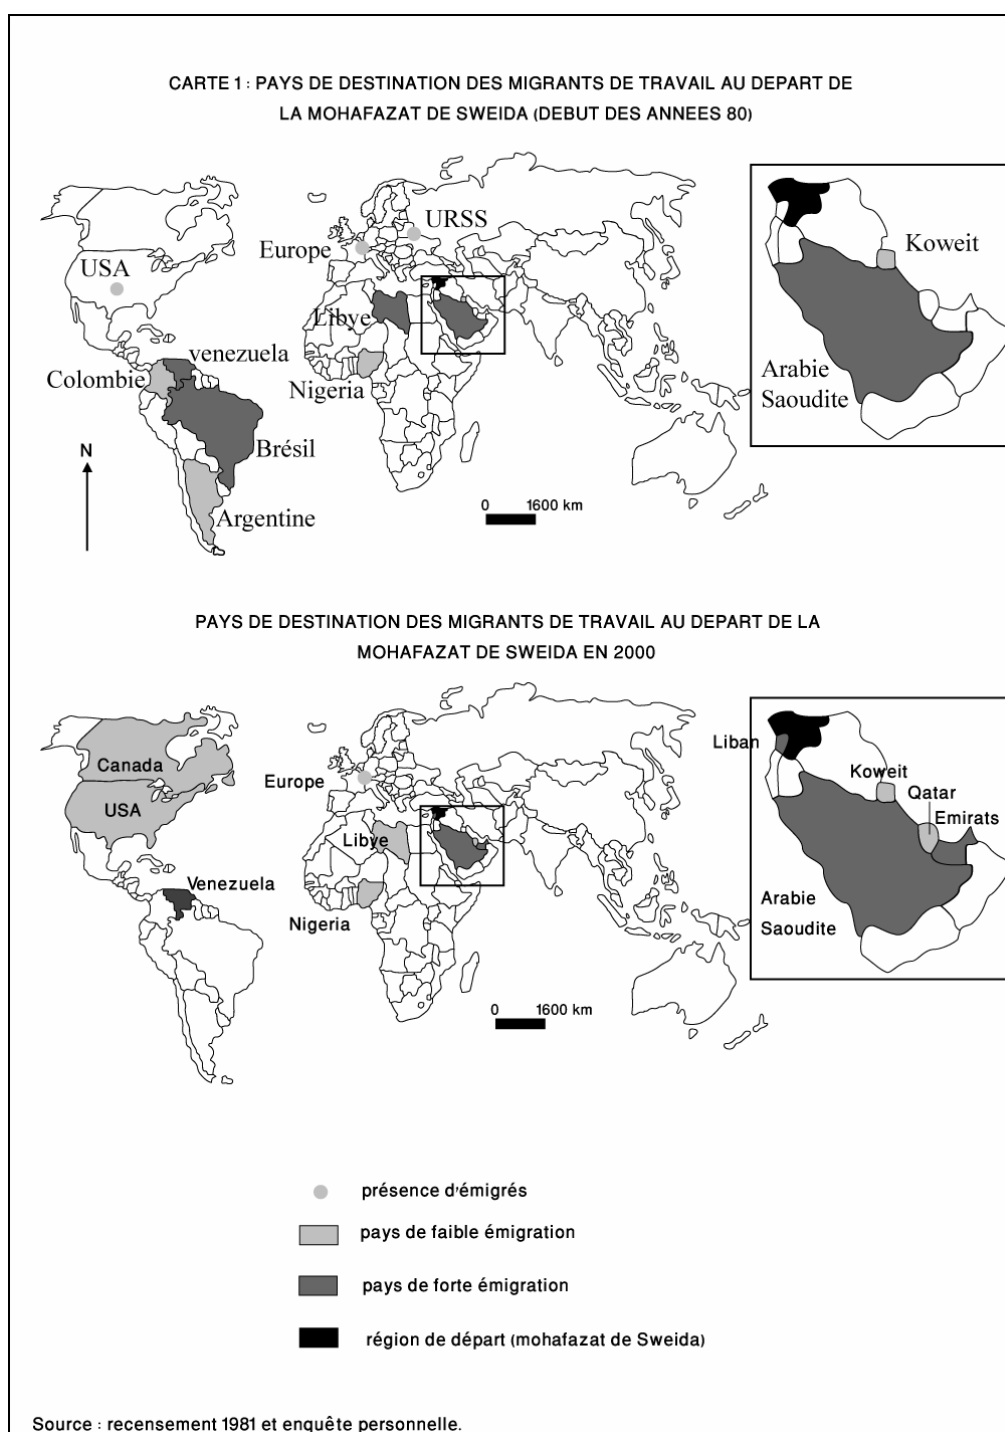 CARTE 1 : PAYS DE DESTINATION DES MIGRANTS DE TRAVAIL AU DEPART DE
LA MOHAFAZAT DE SWEIDA (DEBUT DES ANNEES 80)
URSS
Europe
USA
Libye
venezuela
Colombie
Nigeria
Brésil
Argentine
N
0 1600 km
Koweit
Arabie
Saoudite
PAYS DE DESTINATION DES MIGRANTS DE TRAVAIL AU DEPART DE LA
MOHAFAZAT DE SWEIDA EN 2000
Canada
USA
Europe
Libye
Venezuela
Nigeria
0 1600 km
Liban
Koweit
Qatar
Emirats
Arabie
Saoudite
présence d'émigrés
pays de faible émigration
pays de forte émigration
région de départ (mohafazat de Sweida)
Source : recensement 1981 et enquête personnelle.